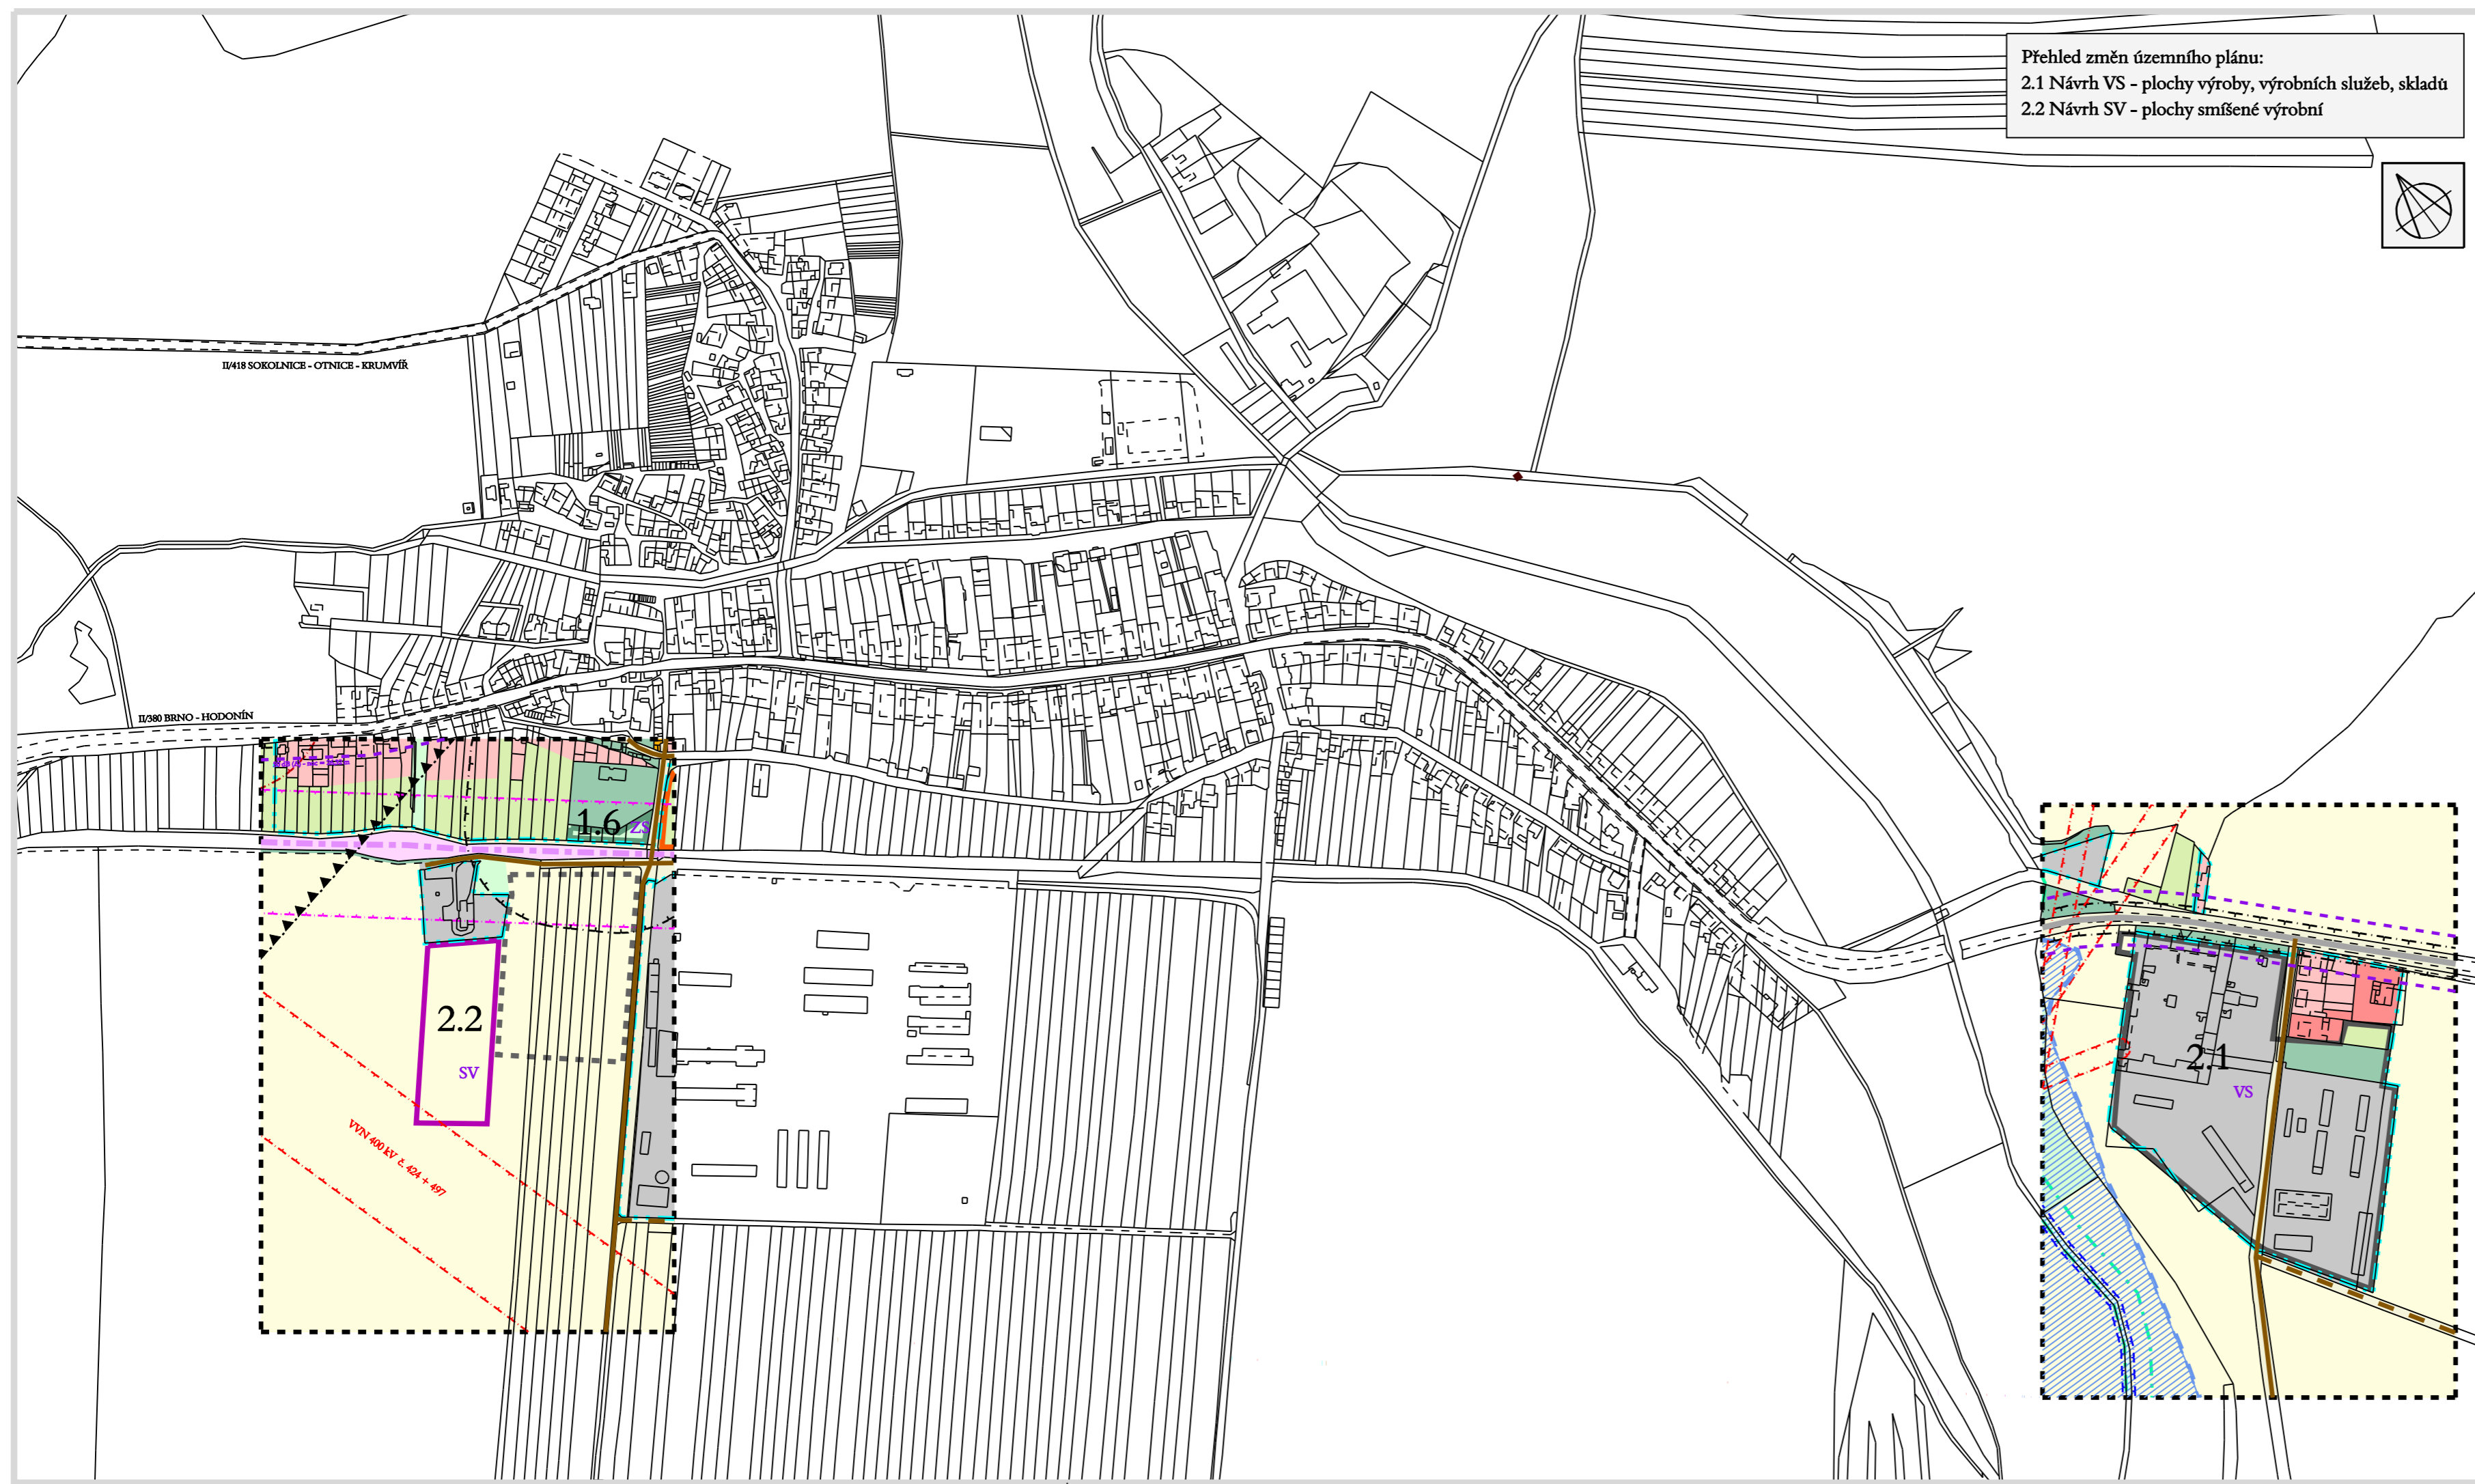 Přehled změn územního plánu:
2.1 Návrh VS - plochy výroby, výrobních služeb, skladů
2.2 Návrh SV - plochy smíšené výrobní
II/418 SOKOLNICE - OTNICE - KRUMVÍŘ
II/380 BRNO - HODONÍN
1.6 ZS
2.2
SV
VVN 400 kV č. 424 + 497
2.1
VS